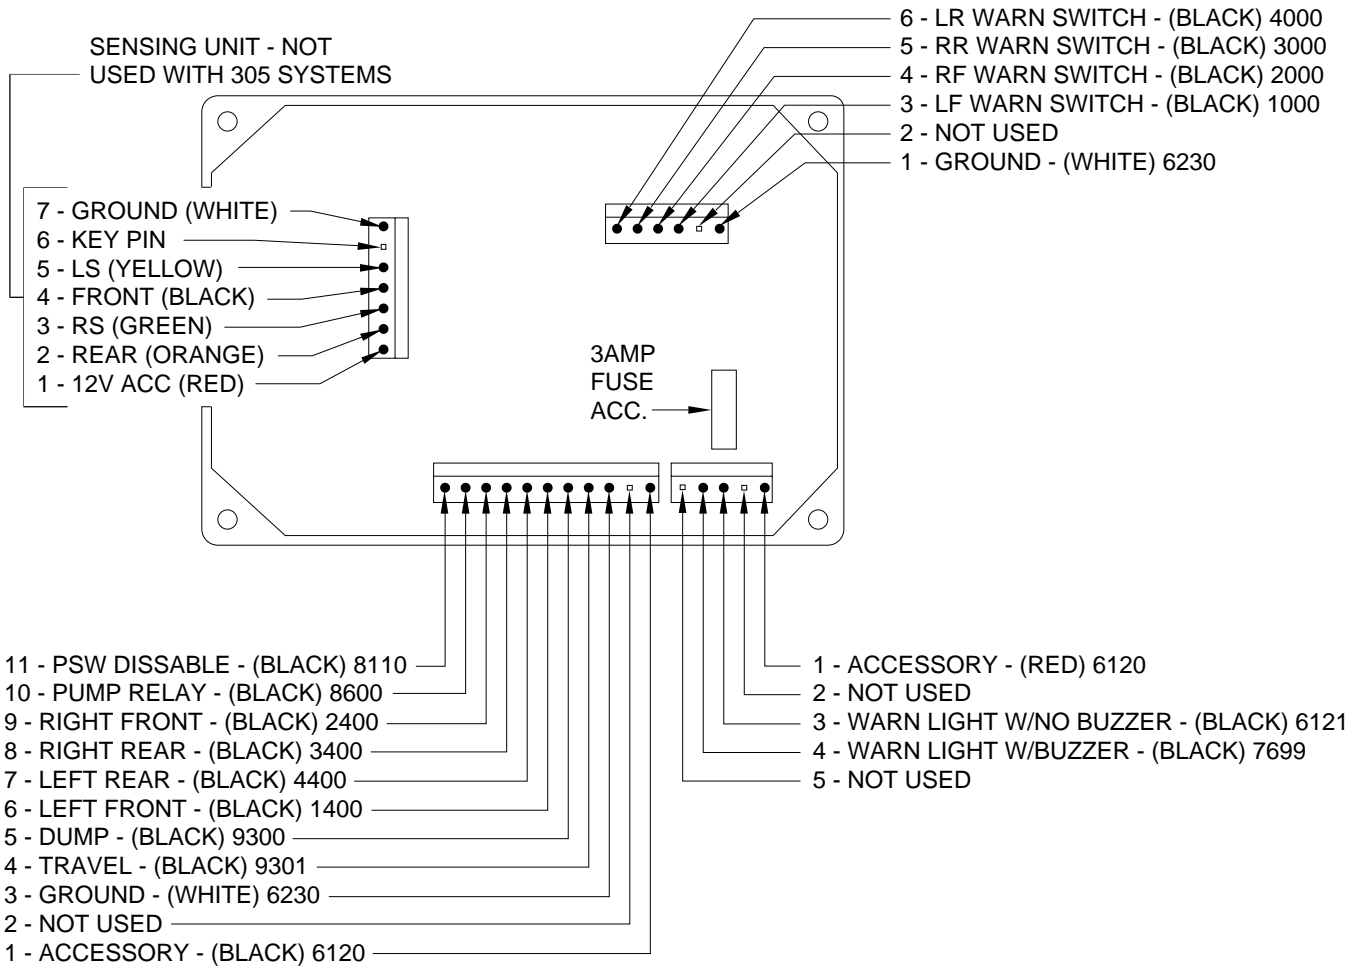 SENSING UNIT - NOT
USED WITH 305 SYSTEMS
6 - LR WARN SWITCH - (BLACK) 4000
5 - RR WARN SWITCH - (BLACK) 3000
4 - RF WARN SWITCH - (BLACK) 2000
3 - LF WARN SWITCH - (BLACK) 1000
2 - NOT USED
1 - GROUND - (WHITE) 6230
7 - GROUND (WHITE)
6 - KEY PIN
5 - LS (YELLOW)
4 - FRONT (BLACK)
3 - RS (GREEN)
2 - REAR (ORANGE)
1 - 12V ACC (RED)
3AMP
FUSE
ACC.
11 - PSW DISSABLE - (BLACK) 8110
10 - PUMP RELAY - (BLACK) 8600
9 - RIGHT FRONT - (BLACK) 2400
8 - RIGHT REAR - (BLACK) 3400
7 - LEFT REAR - (BLACK) 4400
6 - LEFT FRONT - (BLACK) 1400
5 - DUMP - (BLACK) 9300
4 - TRAVEL - (BLACK) 9301
3 - GROUND - (WHITE) 6230
2 - NOT USED
1 - ACCESSORY - (BLACK) 6120
1 - ACCESSORY - (RED) 6120
2 - NOT USED
3 - WARN LIGHT W/NO BUZZER - (BLACK) 6121
4 - WARN LIGHT W/BUZZER - (BLACK) 7699
5 - NOT USED